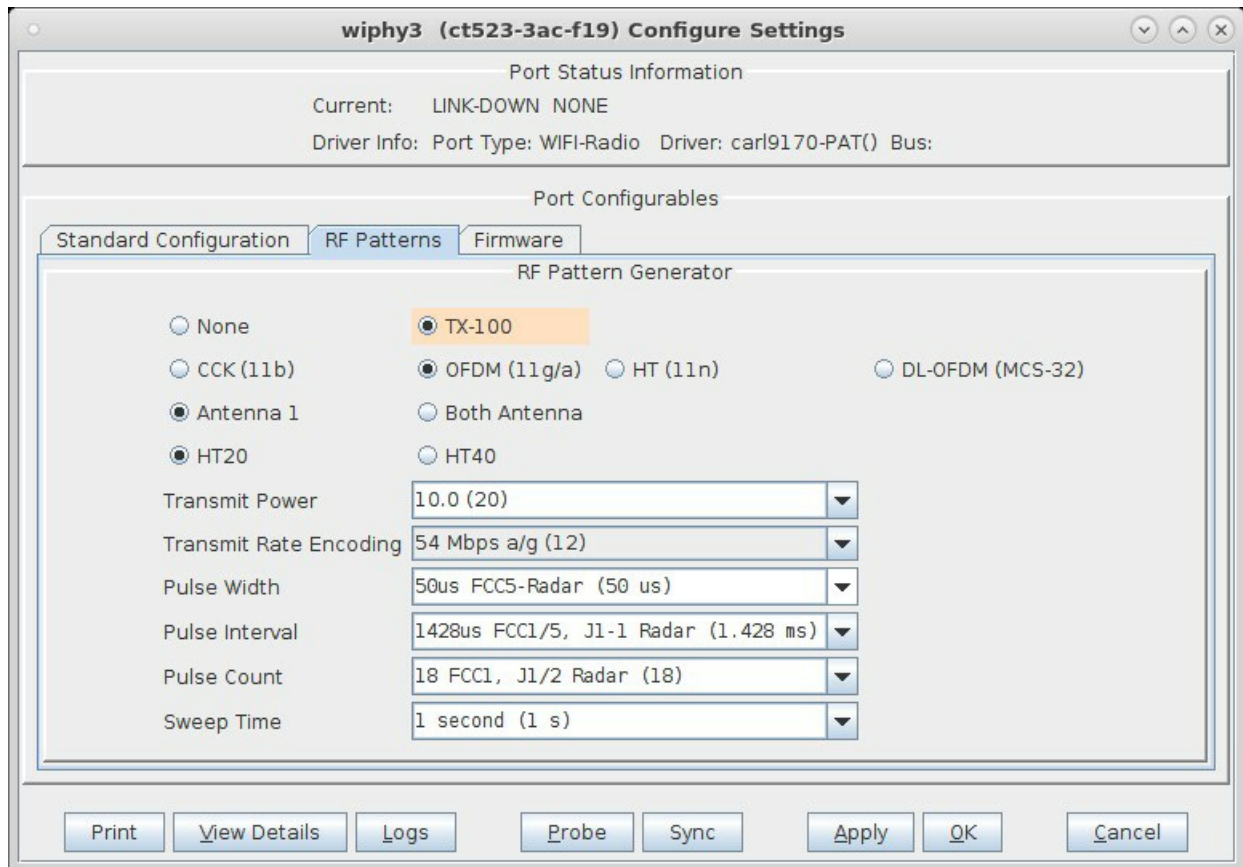 wiphy3 (ct523-3ac-f19) Configure Settings
Port Status Information
Current: LINK-DOWN NONE
Driver Info: Port Type: WIFI-Radio Driver: carl9170-PAT() Bus:
Port Configurables
Standard Configuration RF Patterns Firmware
RF Pattern Generator
None TX-100
CCK (11b) OFDM (11g/a) HT (11n) DL-OFDM (MCS-32)
Antenna 1 Both Antenna
HT20 HT40
Transmit Power 10.0 (20)
Transmit Rate Encoding 54 Mbps a/g (12)
Pulse Width 50us FCC5-Radar (50 us)
Pulse Interval 1428us FCC1/5, J1-1 Radar (1.428 ms)
Pulse Count 18 FCC1, J1/2 Radar (18)
Sweep Time 1 second (1 s)
Print View Details Logs Probe Sync Apply OK Cancel